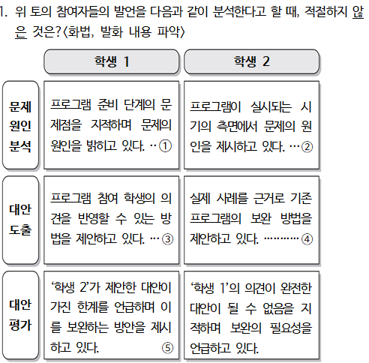 1. 위 토의 참여자들의 발언을 다음과 같이 분석한다고 할 때, 적절하지 않
은 것은?<화법, 발화 내용 파악>
학생 1
학생 2
문제
원인
분석
프로그램 준비 단계의 문
제점을 지적하며 문제의
원인을 밝히고 있다. ··①
프로그램이 실시되는 시
기의 측면에서 문제의 원
인을 제시하고 있다. ···②
대안
도출
프로그램 참여 학생의 의
견을 반영할 수 있는 방
법을 제안하고 있다. ···③
실제 사례를 근거로 기존
프로그램의 보완 방법을
제안하고 있다. ···········④
대안
평가
‘학생 2’가 제안한 대안이
가진 한계를 언급하며 이
를 보완하는 방안을 제시
하고 있다. ⑤
‘학생 1’의 의견이 완전한
대안이 될 수 없음을 지
적하며 보완의 필요성을
언급하고 있다.